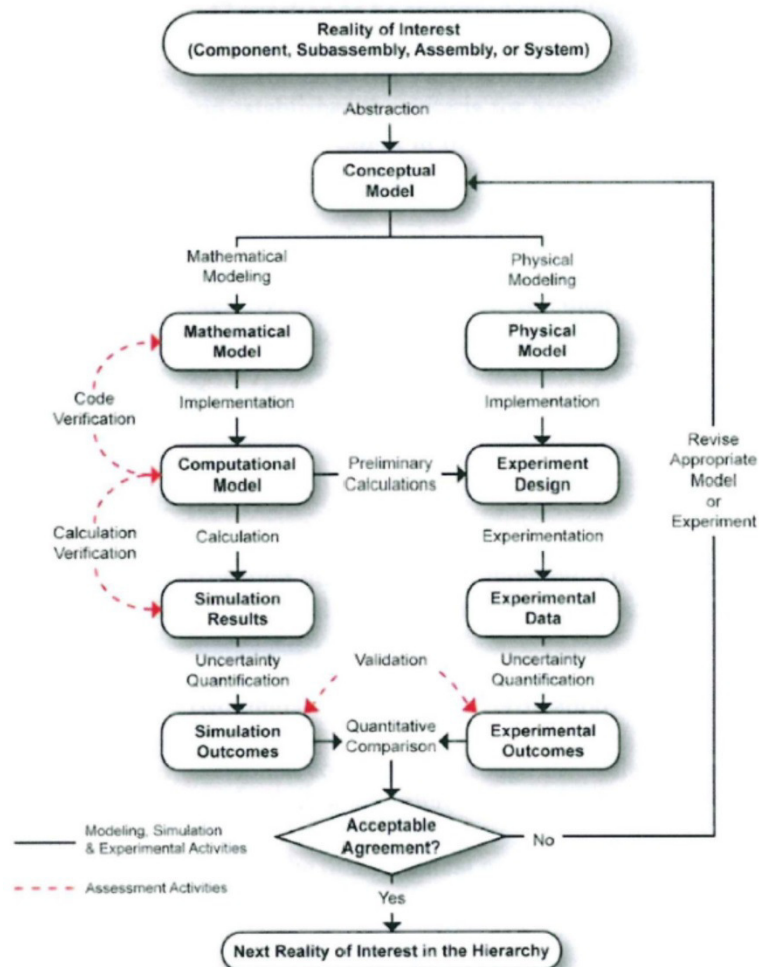 Reality of Interest
(Component, Subassembly, Assembly, or System)
Abstraction
Conceptual
Model
Mathematical
Modeling
Physical
Modeling
Mathematical
Model
Physical
Model
Code
Verification
Implementation
Implementation
Revise
Appropriate
Model
or
Experiment
Computational
Model
Preliminary
Calculations
Experiment
Design
Calculation
Verification
Calculation
Experimentation
Simulation
Results
Experimental
Data
Uncertainty
Quantification
Validation
Uncertainty
Quantification
Simulation
Outcomes
Quantitative
Comparison
Experimental
Outcomes
Modeling, Simulation
& Experimental Activities
Acceptable
Agreement?
No
Assessment Activities
Yes
Next Reality of Interest in the Hierarchy